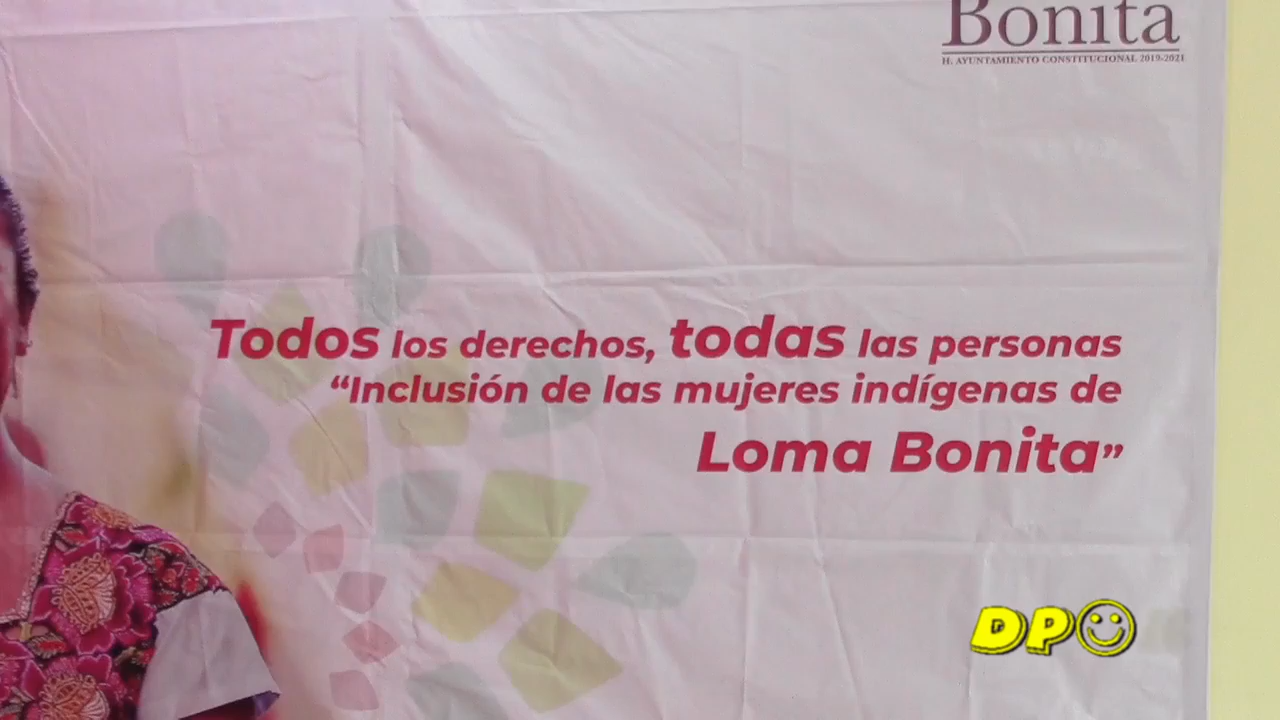 Bonita
H. AYUNTAMIENTO CONSTITUCIONAL 2019-2021
Todos los derechos, todas las personas
“Inclusión de las mujeres indígenas de
Loma Bonita”
DP